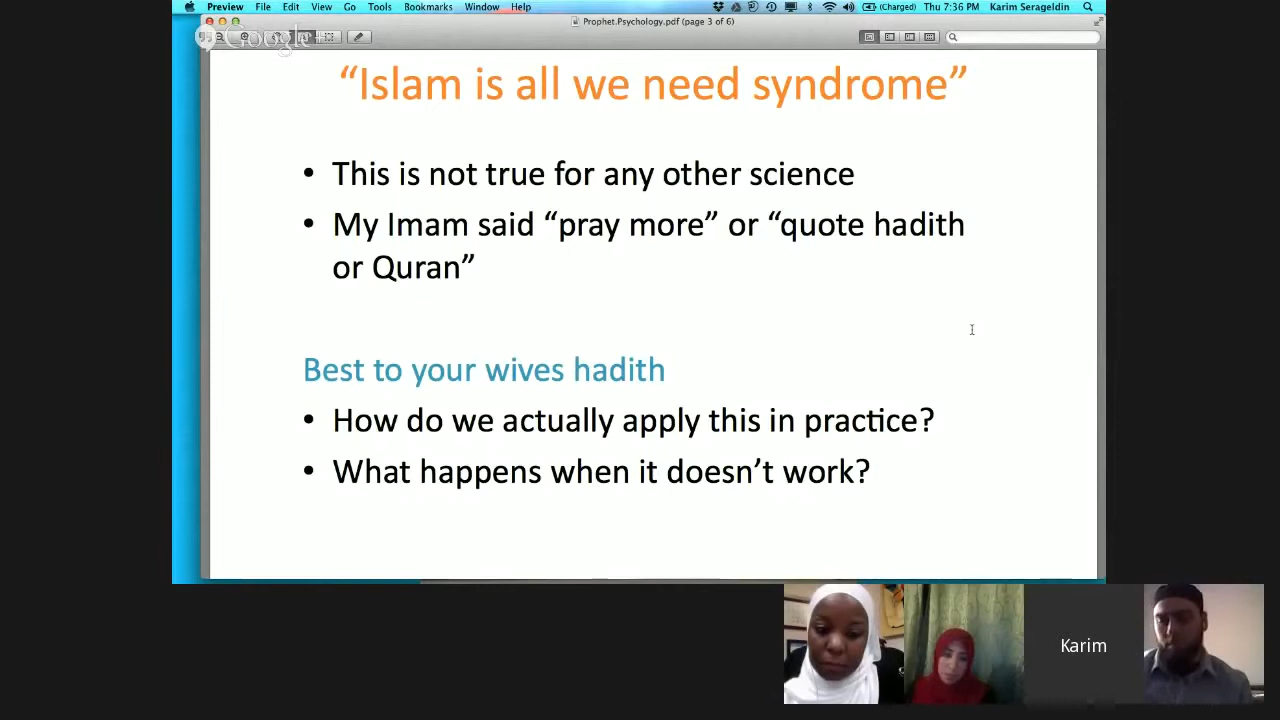 Preview File Edit View Go Tools Bookmarks Window Help (Charged) Thu 7:36 PM Karim Serageldin
Prophet.Psychology.pdf (page 3 of 6)
Google+
“Islam is all we need syndrome”
• This is not true for any other science
• My Imam said “pray more” or “quote hadith
or Quran”
Best to your wives hadith
• How do we actually apply this in practice?
• What happens when it doesn’t work?
Karim